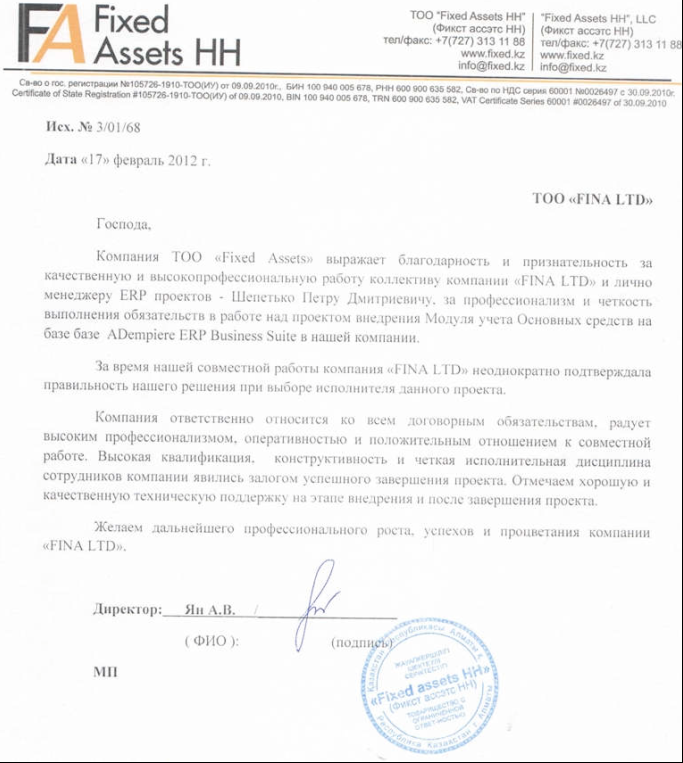 FA Fixed
Assets HH
ТОО "Fixed Assets HH"
(Фикст ассэтс НН)
тел/факс: +7(727) 313 11 88
www.fixed.kz
info@fixed.kz
"Fixed Assets HH", LLC
(Фикст ассэтс НН)
тел/факс: +7(727) 313 11 88
www.fixed.kz
info@fixed.kz
Св-во о гос. регистрации №105726-1910-ТОО(ИУ) от 09.09.2010г., БИН 100 940 005 678, РНН 600 900 635 582, Св-во по НДС серия 60001 №0026497 с 30.09.2010г.
Certificate of State Registration #105726-1910-ТОО(ИУ) of 09.09.2010, BIN 100 940 005 678, TRN 600 900 635 582, VAT Certificate Series 60001 #0026497 of 30.09.2010
Исх. № 3/01/68
Дата «17» февраль 2012 г.
ТОО «FINA LTD»
Господа,
Компания ТОО «Fixed Assets» выражает благодарность и признательность за
качественную и высокопрофессиональную работу коллективу компании «FINA LTD» и лично
менеджеру ERP проектов - Шепетько Петру Дмитриевичу, за профессионализм и четкость
выполнения обязательств в работе над проектом внедрения Модуля учета Основных средств на
базе базе ADempiere ERP Business Suite в нашей компании.
За время нашей совместной работы компания «FINA LTD» неоднократно подтверждала
правильность нашего решения при выборе исполнителя данного проекта.
Компания ответственно относится ко всем договорным обязательствам, радует
высоким профессионализмом, оперативностью и положительным отношением к совместной
работе. Высокая квалификация, конструктивность и четкая исполнительная дисциплина
сотрудников компании явились залогом успешного завершения проекта. Отмечаем хорошую и
качественную техническую поддержку на этапе внедрения и после завершения проекта.
Желаем дальнейшего профессионального роста, успехов и процветания компании
«FINA LTD».
Директор: Ян А.В. /
( ФИО ): (подпись)
МП
Қазақстан Республикасы Алматы қ.
ЖАУАПКЕРШІЛІГІ
ШЕКТЕУЛІ
СЕРІКТЕСТІГІ
«Fixed assets HH»
(Фикст ассэтс НН)
ТОВАРИЩЕСТВО С
ОГРАНИЧЕННОЙ
ОТВЕТСТВЕННОСТЬЮ
Республика Казахстан г. Алматы